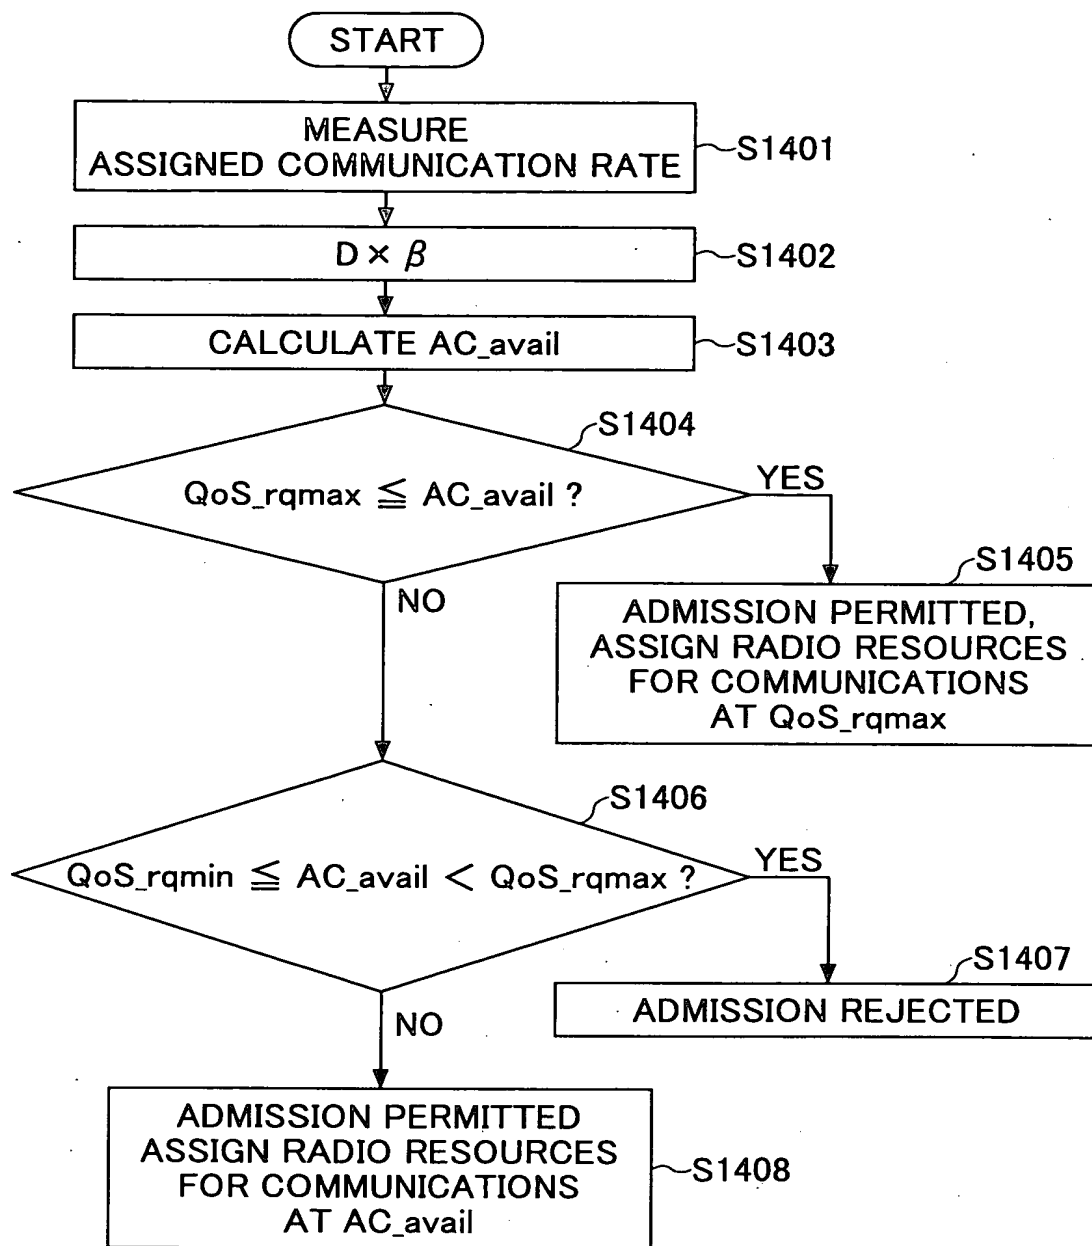 START
MEASURE
ASSIGNED COMMUNICATION RATE
S1401
D × β
S1402
CALCULATE AC_avail
S1403
S1404
QoS_rqmax ≦ AC_avail ?
YES
S1405
NO
ADMISSION PERMITTED,
ASSIGN RADIO RESOURCES
FOR COMMUNICATIONS
AT QoS_rqmax
S1406
QoS_rqmin ≦ AC_avail < QoS_rqmax ?
YES
S1407
ADMISSION REJECTED
NO
ADMISSION PERMITTED
ASSIGN RADIO RESOURCES
FOR COMMUNICATIONS
AT AC_avail
S1408